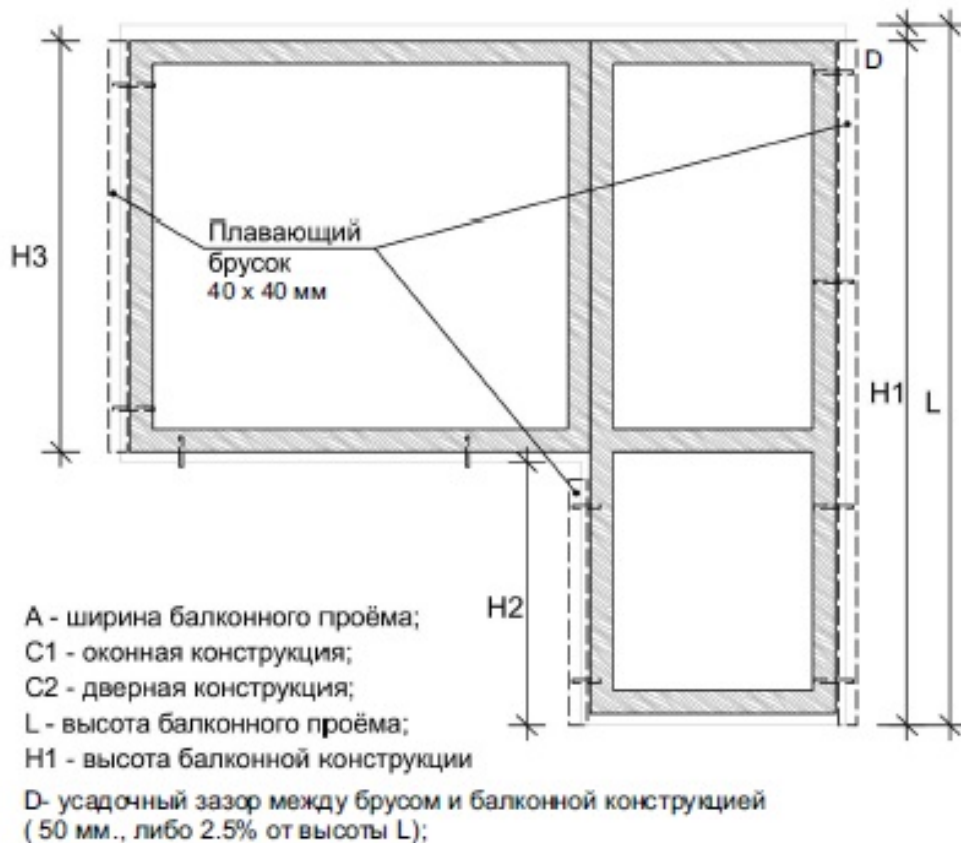 D
H3
Плавающий
брусок
40 x 40 мм
H1
L
H2
A - ширина балконного проёма;
C1 - оконная конструкция;
C2 - дверная конструкция;
L - высота балконного проёма;
H1 - высота балконной конструкции
D- усадочный зазор между брусом и балконной конструкцией
( 50 мм., либо 2.5% от высоты L);